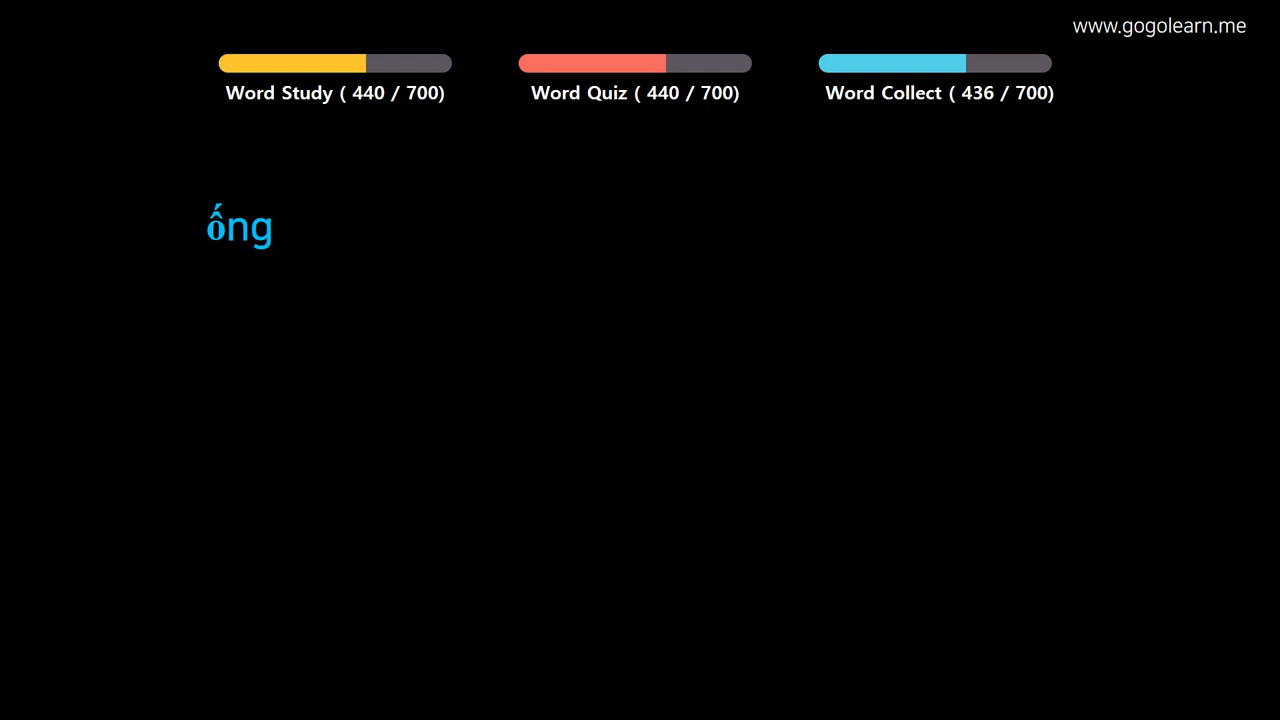 www.gogolearn.me
Word Study ( 440 / 700)
Word Quiz ( 440 / 700)
Word Collect ( 436 / 700)
ống